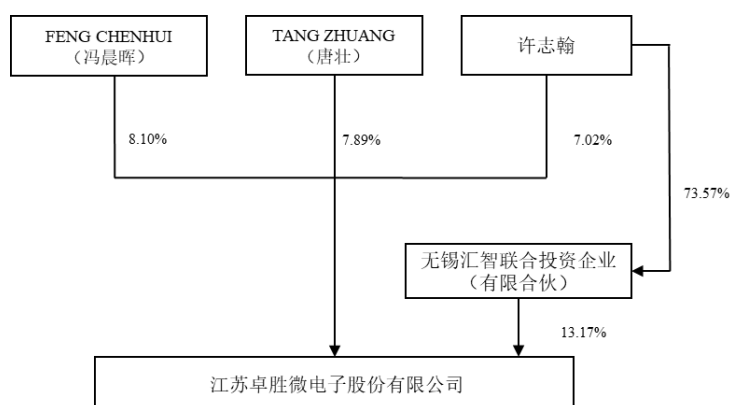 FENG CHENHUI
（冯晨晖）
TANG ZHUANG
（唐壮）
许志翰
8.10%
7.89%
7.02%
73.57%
无锡汇智联合投资企业
（有限合伙）
13.17%
江苏卓胜微电子股份有限公司